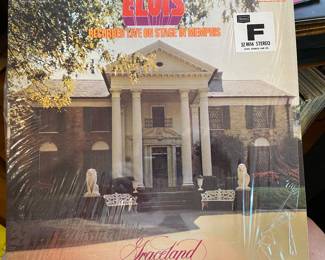 ELVIS
RECORDED LIVE ON STAGE IN MEMPHIS
F
STEREO
Graceland